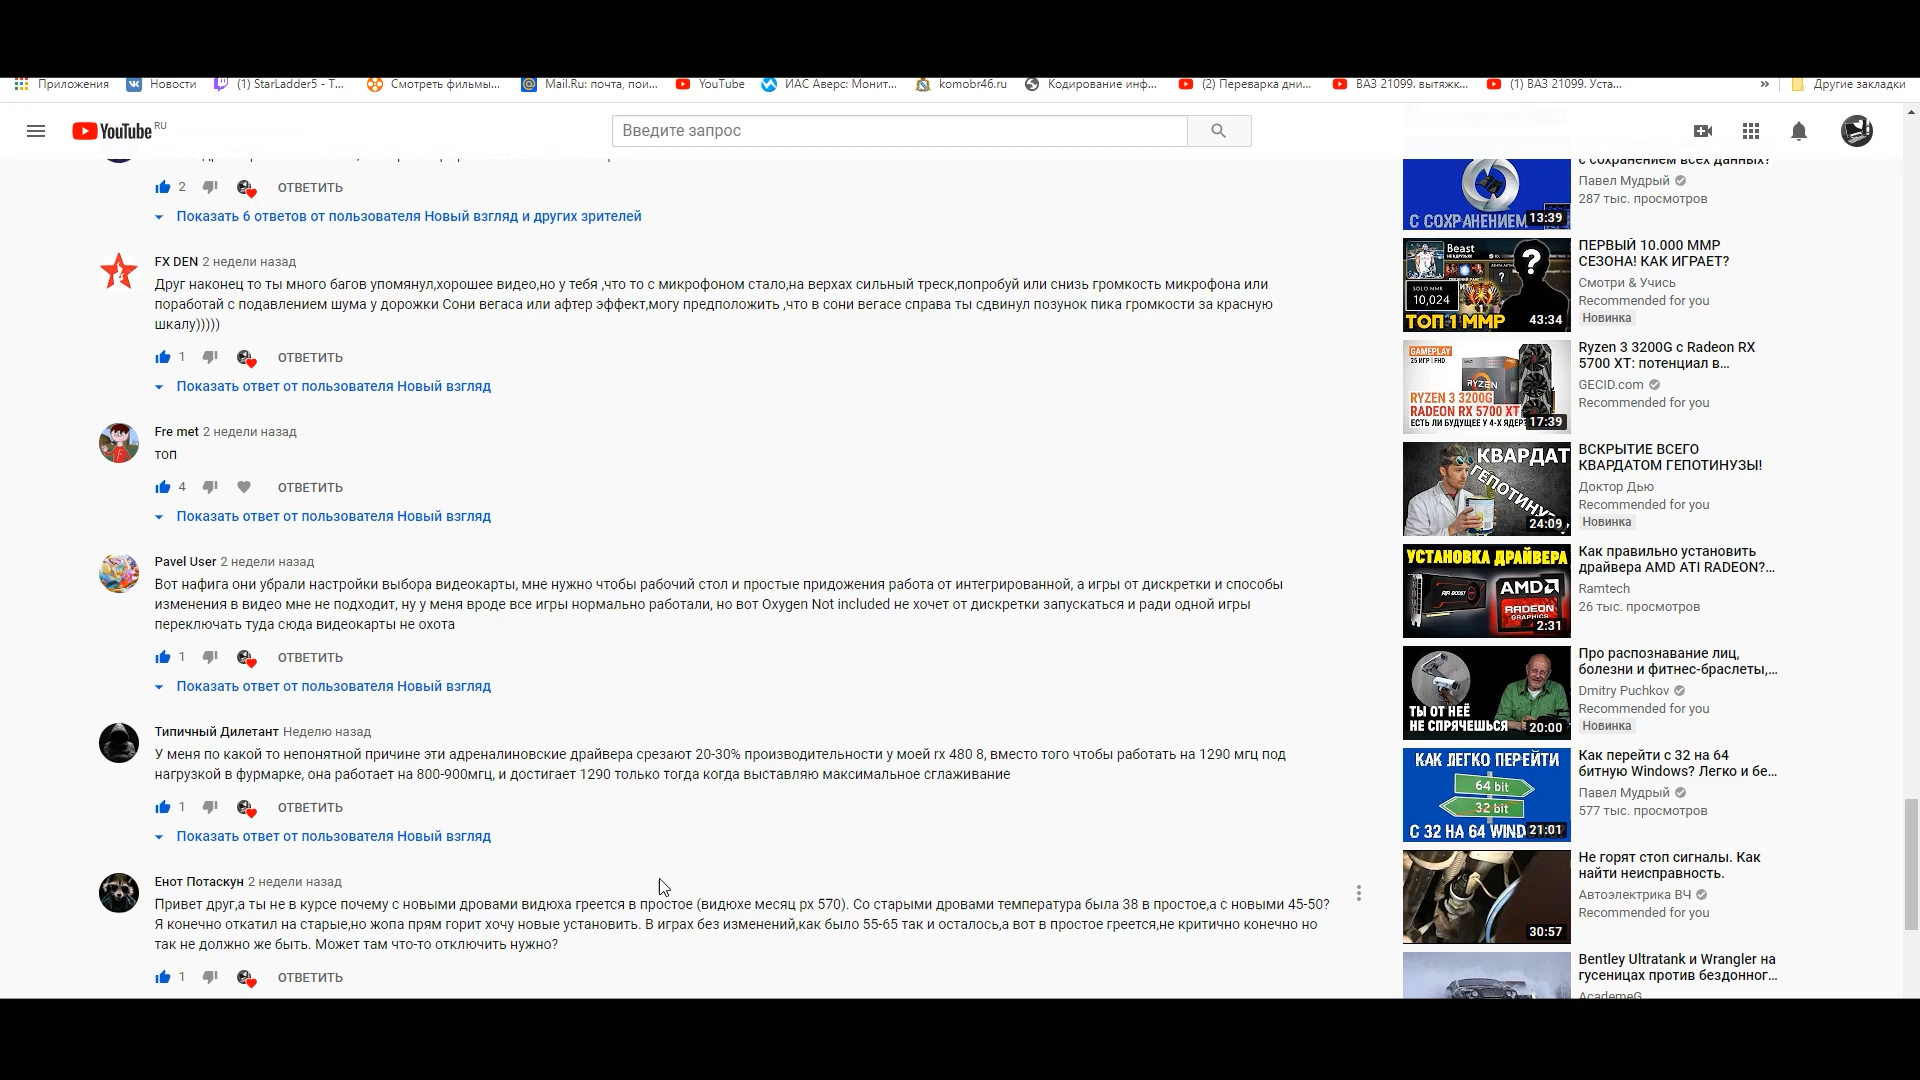 Приложения
Новости
(1) StarLadder5 - T...
Смотреть фильмы...
Mail.Ru: почта, пои...
YouTube
ИАС Аверс: Монит...
komobr46.ru
Кодирование инф...
(2) Переварка дни...
ВАЗ 21099. вытяжк...
(1) ВАЗ 21099. Уста...
»
Другие закладки
YouTube RU
Введите запрос
2
ОТВЕТИТЬ
Показать 6 ответов от пользователя Новый взгляд и других зрителей
FX DEN 2 недели назад
Друг наконец то ты много багов упомянул,хорошее видео,но у тебя ,что то с микрофоном стало,на верхах сильный треск,попробуй или снизь громкость микрофона или
поработай с подавлением шума у дорожки Сони вегаса или афтер эффект,могу предположить ,что в сони вегасе справа ты сдвинул позунок пика громкости за красную
шкалу)))))
1
ОТВЕТИТЬ
Показать ответ от пользователя Новый взгляд
Fre met 2 недели назад
топ
4
ОТВЕТИТЬ
Показать ответ от пользователя Новый взгляд
Pavel User 2 недели назад
Вот нафига они убрали настройки выбора видеокарты, мне нужно чтобы рабочий стол и простые придожения работа от интегрированной, а игры от дискретки и способы
изменения в видео мне не подходит, ну у меня вроде все игры нормально работали, но вот Oxygen Not included не хочет от дискретки запускаться и ради одной игры
переключать туда сюда видеокарты не охота
1
ОТВЕТИТЬ
Показать ответ от пользователя Новый взгляд
Типичный Дилетант Неделю назад
У меня по какой то непонятной причине эти адреналиновские драйвера срезают 20-30% производительности у моей rx 480 8, вместо того чтобы работать на 1290 мгц под
нагрузкой в фурмарке, она работает на 800-900мгц, и достигает 1290 только тогда когда выставляю максимальное сглаживание
1
ОТВЕТИТЬ
Показать ответ от пользователя Новый взгляд
Енот Потаскун 2 недели назад
Привет друг,а ты не в курсе почему с новыми дровами видюха греется в простое (видюхе месяц рх 570). Со старыми дровами температура была 38 в простое,а с новыми 45-50?
Я конечно откатил на старые,но жопа прям горит хочу новые установить. В играх без изменений,как было 55-65 так и осталось,а вот в простое греется,не критично конечно но
так не должно же быть. Может там что-то отключить нужно?
1
ОТВЕТИТЬ
с сохранением всех данных?
Павел Мудрый
287 тыс. просмотров
С СОХРАНЕНИЕМ
13:39
ПЕРВЫЙ 10.000 ММР
СЕЗОНА! КАК ИГРАЕТ?
Смотри & Учись
Recommended for you
Новинка
Beast
?
SOLO MMR
10,024
ТОП 1 ММР
43:34
Ryzen 3 3200G с Radeon RX
5700 XT: потенциал в...
GECID.com
Recommended for you
GAMEPLAY
25 ИГР | FHD
RYZEN
RYZEN 3 3200G
RADEON RX 5700 XT
ЕСТЬ ЛИ БУДУЩЕЕ У 4-Х ЯДЕР?
17:39
ВСКРЫТИЕ ВСЕГО
КВАРДАТОМ ГЕПОТИНУЗЫ!
Доктор Дью
Recommended for you
Новинка
КВАРДАТ
24:09
Как правильно установить
драйвера AMD ATI RADEON?...
Ramtech
26 тыс. просмотров
УСТАНОВКА ДРАЙВЕРА
AMD
RADEON
GRAPHICS
2:31
Про распознавание лиц,
болезни и фитнес-браслеты,...
Dmitry Puchkov
Recommended for you
Новинка
ТЫ ОТ НЕЁ
НЕ СПРЯЧЕШЬСЯ
20:00
Как перейти с 32 на 64
битную Windows? Легко и бе...
Павел Мудрый
577 тыс. просмотров
КАК ЛЕГКО ПЕРЕЙТИ
64 bit
32 bit
С 32 НА 64 WIND
21:01
Не горят стоп сигналы. Как
найти неисправность.
Автоэлектрика ВЧ
Recommended for you
30:57
Bentley Ultratank и Wrangler на
гусеницах против бездонног...
AcademeG